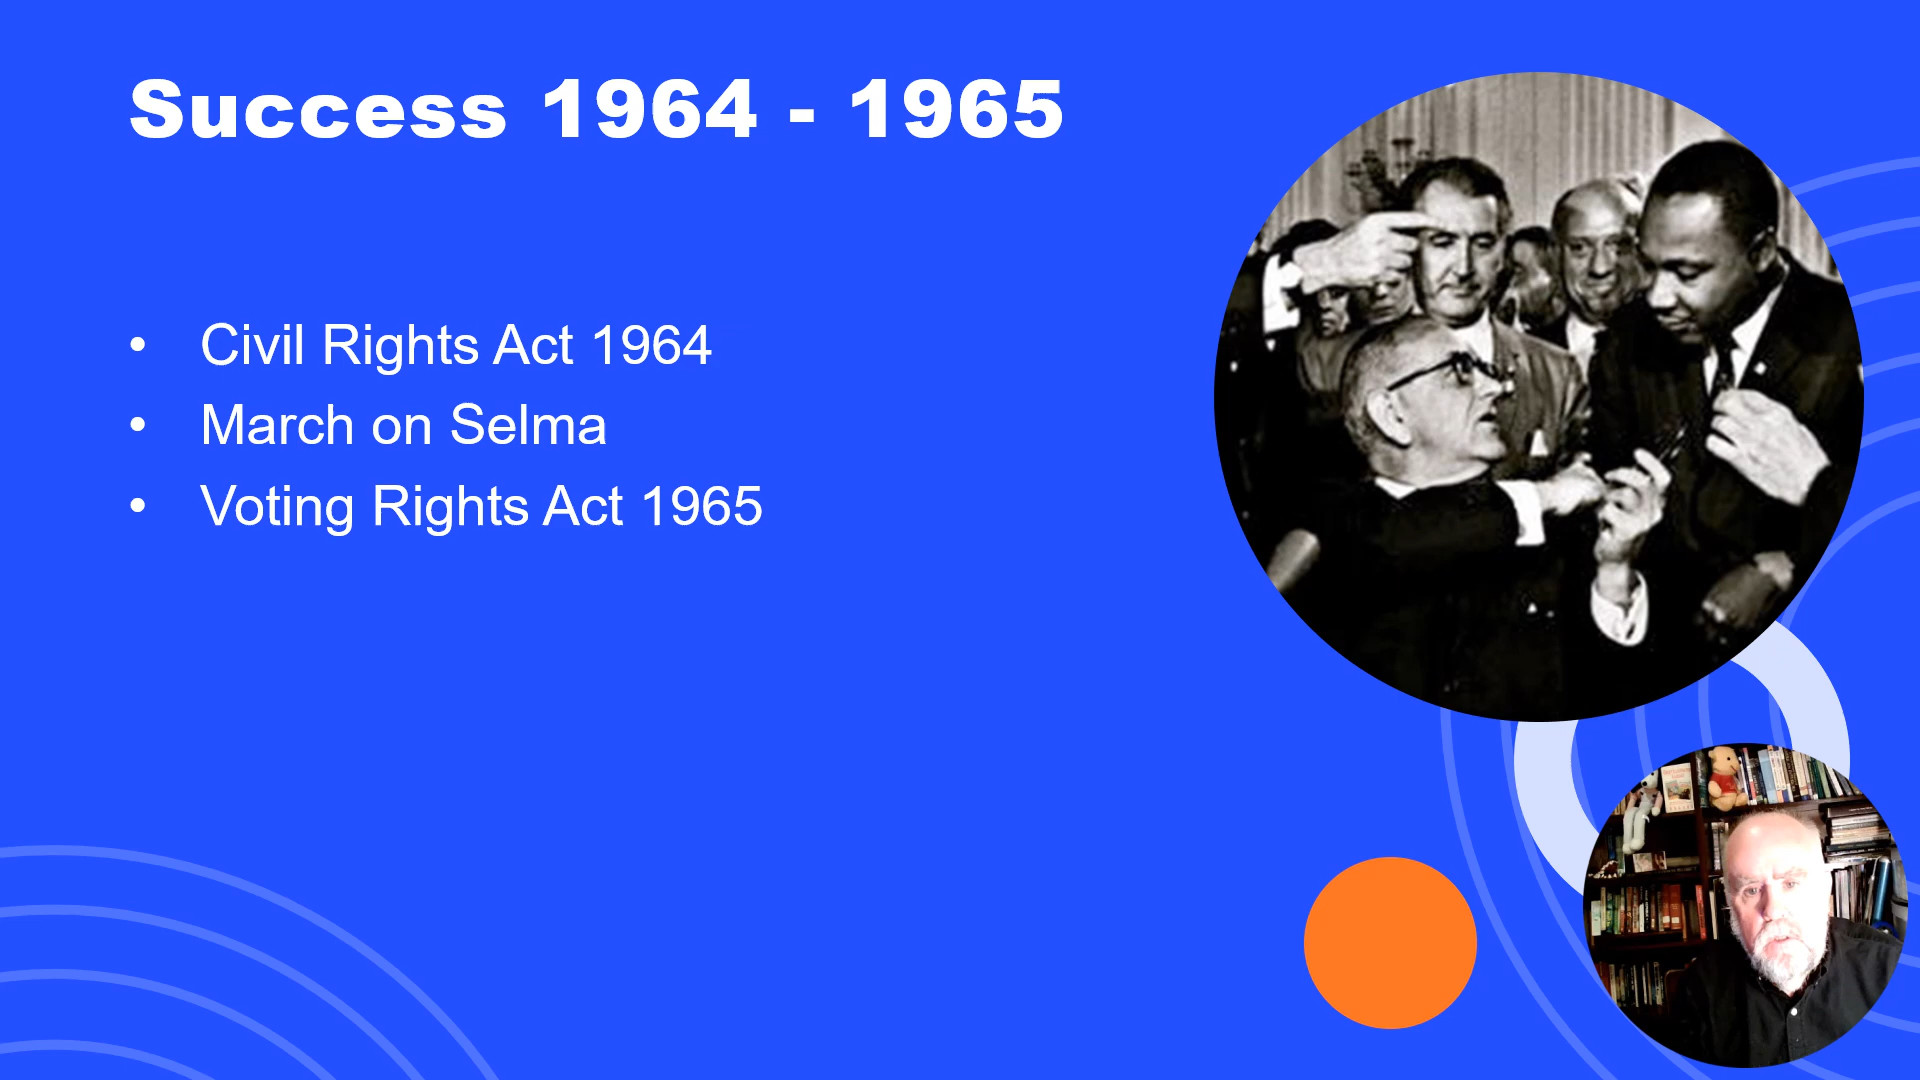 Success 1964 - 1965
• Civil Rights Act 1964
• March on Selma
• Voting Rights Act 1965